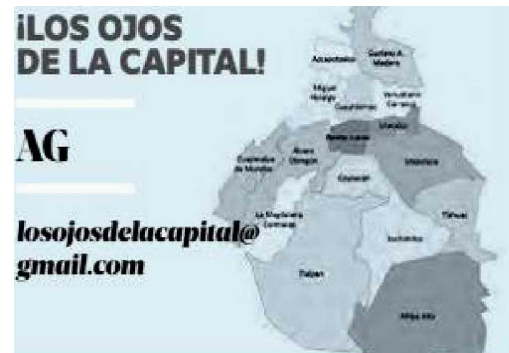 ¡LOS OJOS
DE LA CAPITAL!
AG
losojosdelacapital@
gmail.com
Azcapotzalco
Gustavo A.
Madero
Miguel
Hidalgo
Cuauhtémoc
Venustiano
Carranza
Iztacalco
Benito Juárez
Álvaro
Obregón
Cuajimalpa
de Morelos
Coyoacán
Iztapalapa
La Magdalena
Contreras
Tláhuac
Xochimilco
Tlalpan
Milpa Alta